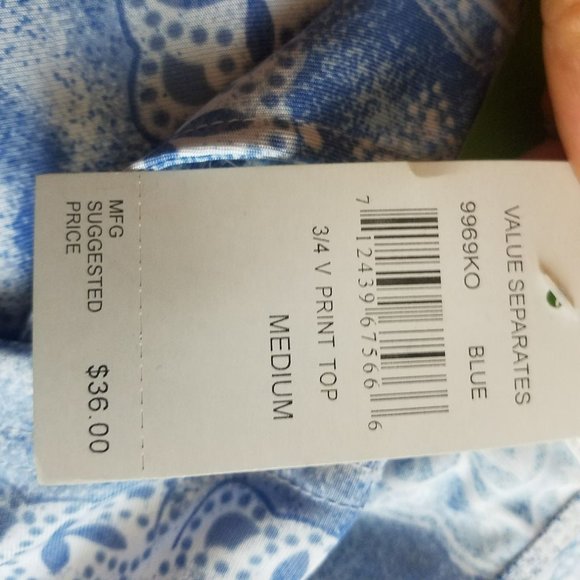 VALUE SEPARATES
9969KO BLUE
7 12439 67566 6
3/4 V PRINT TOP
MEDIUM
MFG
SUGGESTED
PRICE $36.00